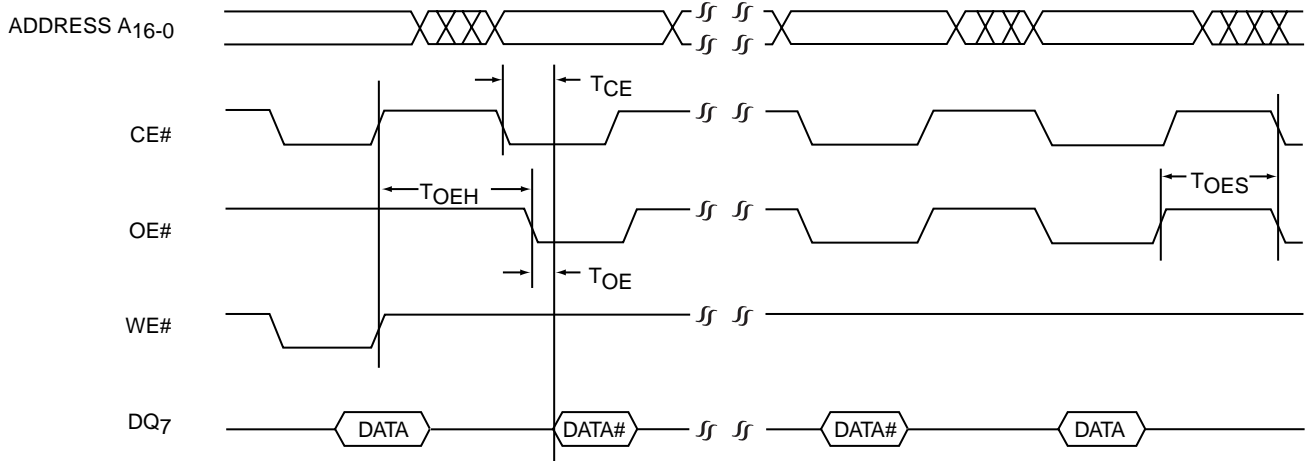 ADDRESS A16-0
TCE
CE#
TOEH
TOES
OE#
TOE
WE#
DQ7
DATA
DATA#
DATA#
DATA